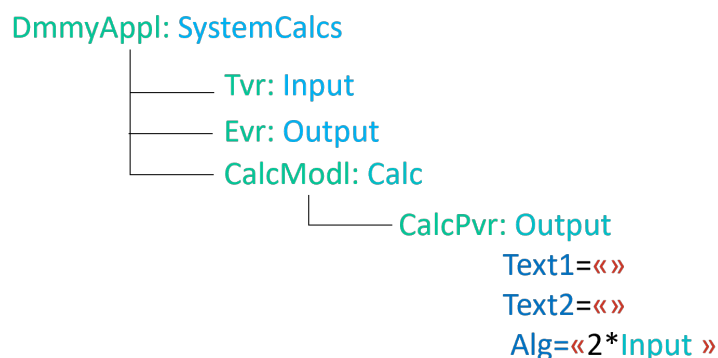 DmmyAppl: SystemCalcs
Tvr: Input
Evr: Output
CalcModl: Calc
CalcPvr: Output
Text1=«»
Text2=«»
Alg=«2*Input »